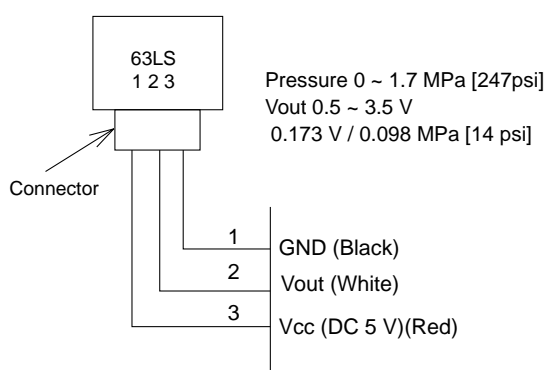 63LS
1 2 3
Pressure 0 ~ 1.7 MPa [247psi]
Vout 0.5 ~ 3.5 V
0.173 V / 0.098 MPa [14 psi]
Connector
1
GND (Black)
2
Vout (White)
3
Vcc (DC 5 V)(Red)